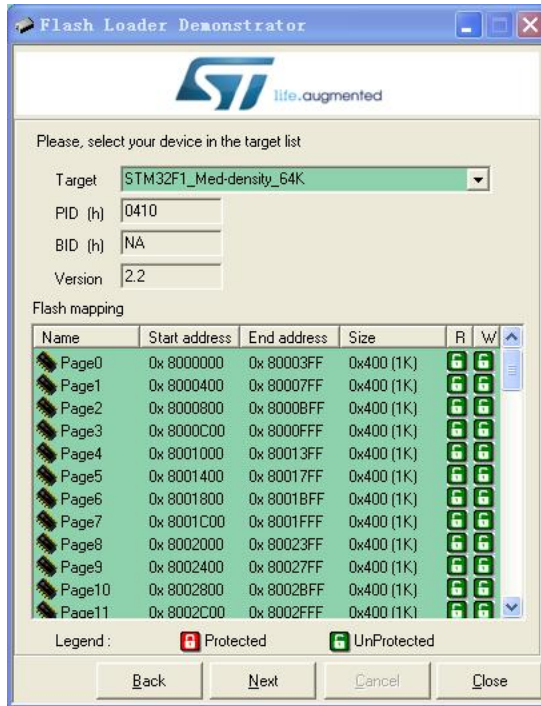 Flash Loader Demonstrator
ST life.augmented
Please, select your device in the target list
Target STM32F1_Med-density_64K
PID (h) 0410
BID (h) NA
Version 2.2
Flash mapping
Name Start address End address Size R W
Page0 0x 8000000 0x 80003FF 0x400 (1K)
Page1 0x 8000400 0x 80007FF 0x400 (1K)
Page2 0x 8000800 0x 8000BFF 0x400 (1K)
Page3 0x 8000C00 0x 8000FFF 0x400 (1K)
Page4 0x 8001000 0x 80013FF 0x400 (1K)
Page5 0x 8001400 0x 80017FF 0x400 (1K)
Page6 0x 8001800 0x 8001BFF 0x400 (1K)
Page7 0x 8001C00 0x 8001FFF 0x400 (1K)
Page8 0x 8002000 0x 80023FF 0x400 (1K)
Page9 0x 8002400 0x 80027FF 0x400 (1K)
Page10 0x 8002800 0x 8002BFF 0x400 (1K)
Page11 0x 8002C00 0x 8002FFF 0x400 (1K)
Legend : Protected UnProtected
Back Next Cancel Close